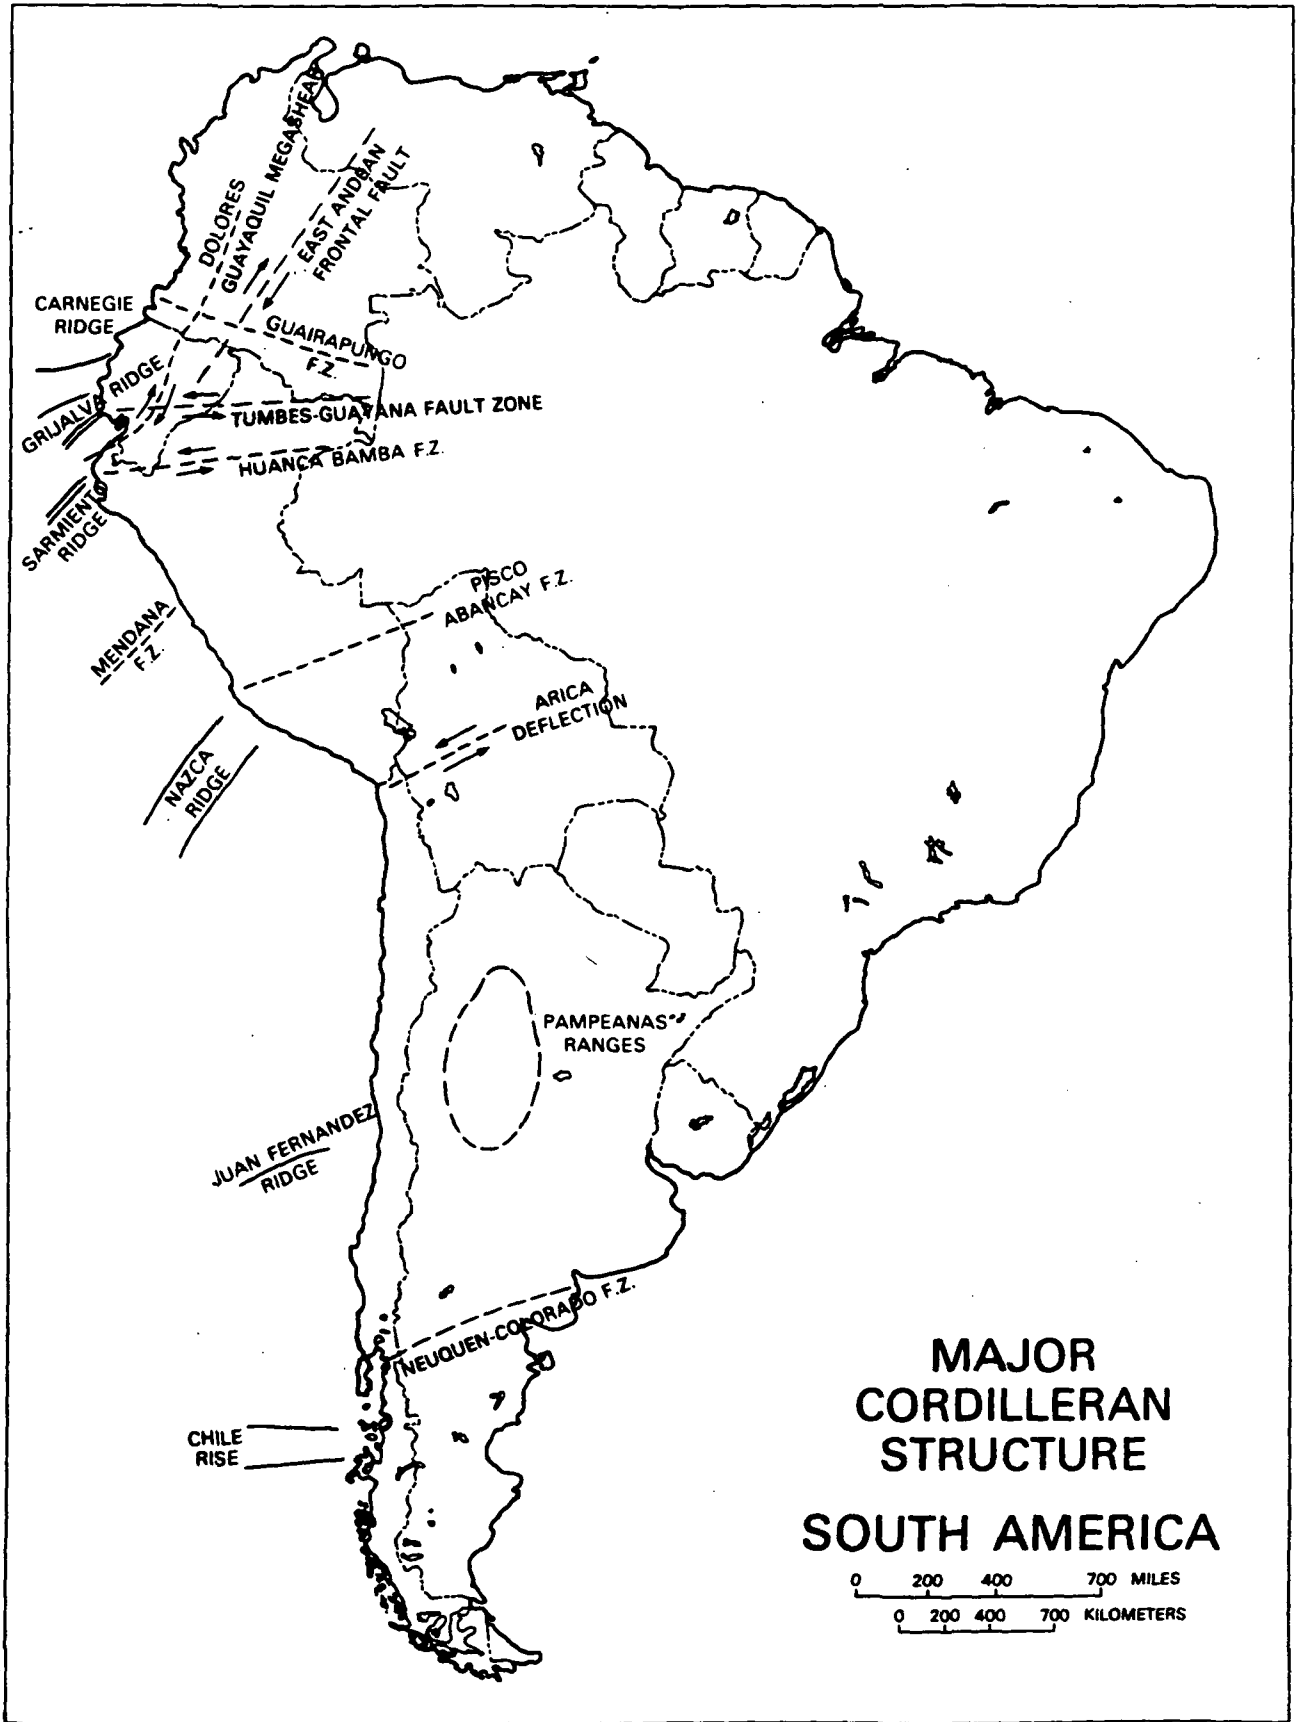 DOLORES
GUAYAQUIL MEGASHEAR
EAST ANDEAN
FRONTAL FAULT
CARNEGIE
RIDGE
GUAIRAPUNGO
F.Z.
GRIJALVA RIDGE
TUMBES-GUAYANA FAULT ZONE
HUANCA BAMBA F.Z.
SARMIENTO
RIDGE
PISCO
ABANCAY F.Z.
MENDANA
F.Z.
ARICA
DEFLECTION
NAZCA
RIDGE
PAMPEANAS
RANGES
JUAN FERNANDEZ
RIDGE
NEUQUEN-COLORADO F.Z.
CHILE
RISE
MAJOR
CORDILLERAN
STRUCTURE
SOUTH AMERICA
0 200 400 700 MILES
0 200 400 700 KILOMETERS